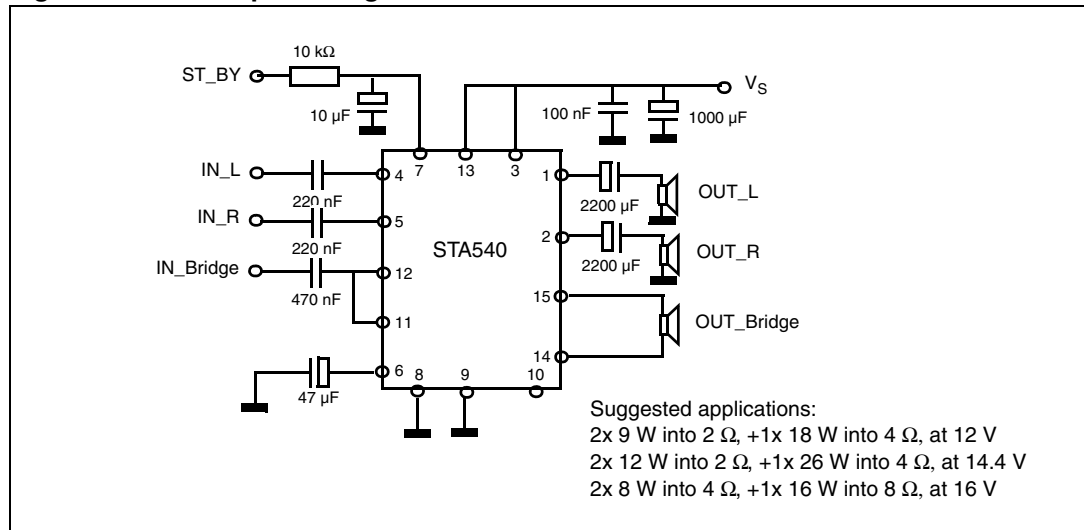 10 kΩ
ST_BY
10 µF
V_S
100 nF
1000 µF
IN_L
220 nF
4
7
13
3
1
2200 µF
OUT_L
IN_R
220 nF
5
STA540
2
2200 µF
OUT_R
IN_Bridge
470 nF
12
11
15
OUT_Bridge
14
47 µF
6
8
9
10
Suggested applications:
2x 9 W into 2 Ω, +1x 18 W into 4 Ω, at 12 V
2x 12 W into 2 Ω, +1x 26 W into 4 Ω, at 14.4 V
2x 8 W into 4 Ω, +1x 16 W into 8 Ω, at 16 V